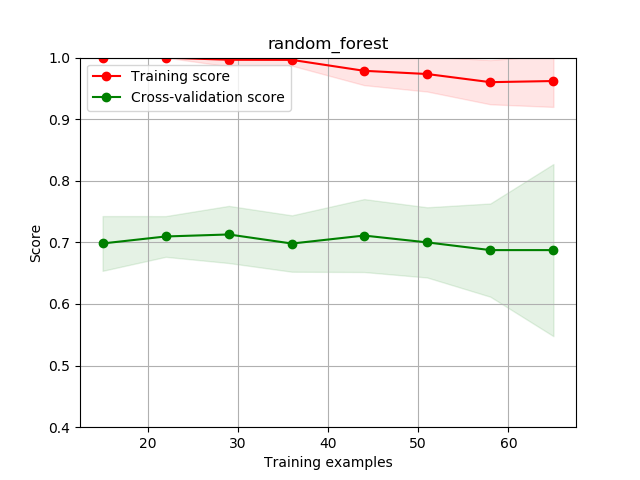 random_forest
1.0
Training score
Cross-validation score
0.9
0.8
0.7
0.6
0.5
0.4
Score
20 30 40 50 60
Training examples